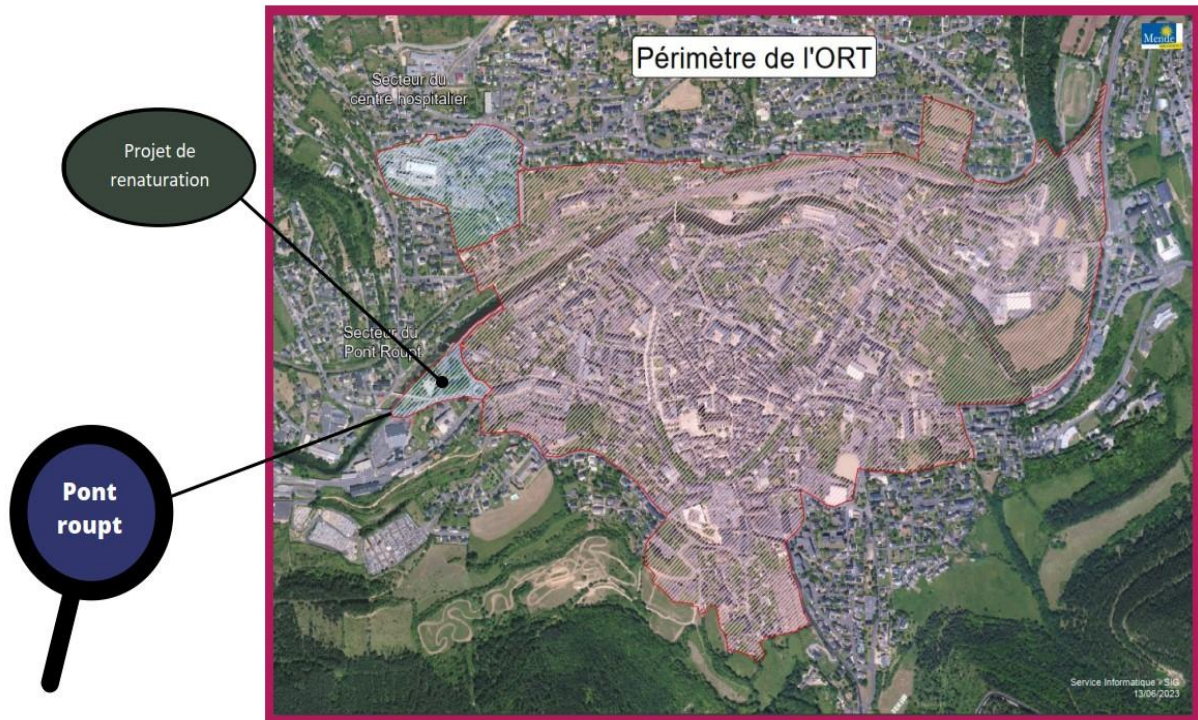 Périmètre de l'ORT
Mende
Secteur du
centre hospitalier
Projet de
renaturation
Secteur du
Pont Roupt
Pont
roupt
Service Informatique - SIG
13/06/2023